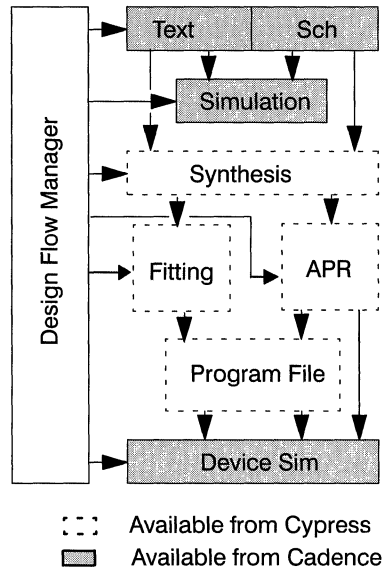 Text Sch
Simulation
Design Flow Manager
Synthesis
Fitting
APR
Program File
Device Sim
Available from Cypress
Available from Cadence